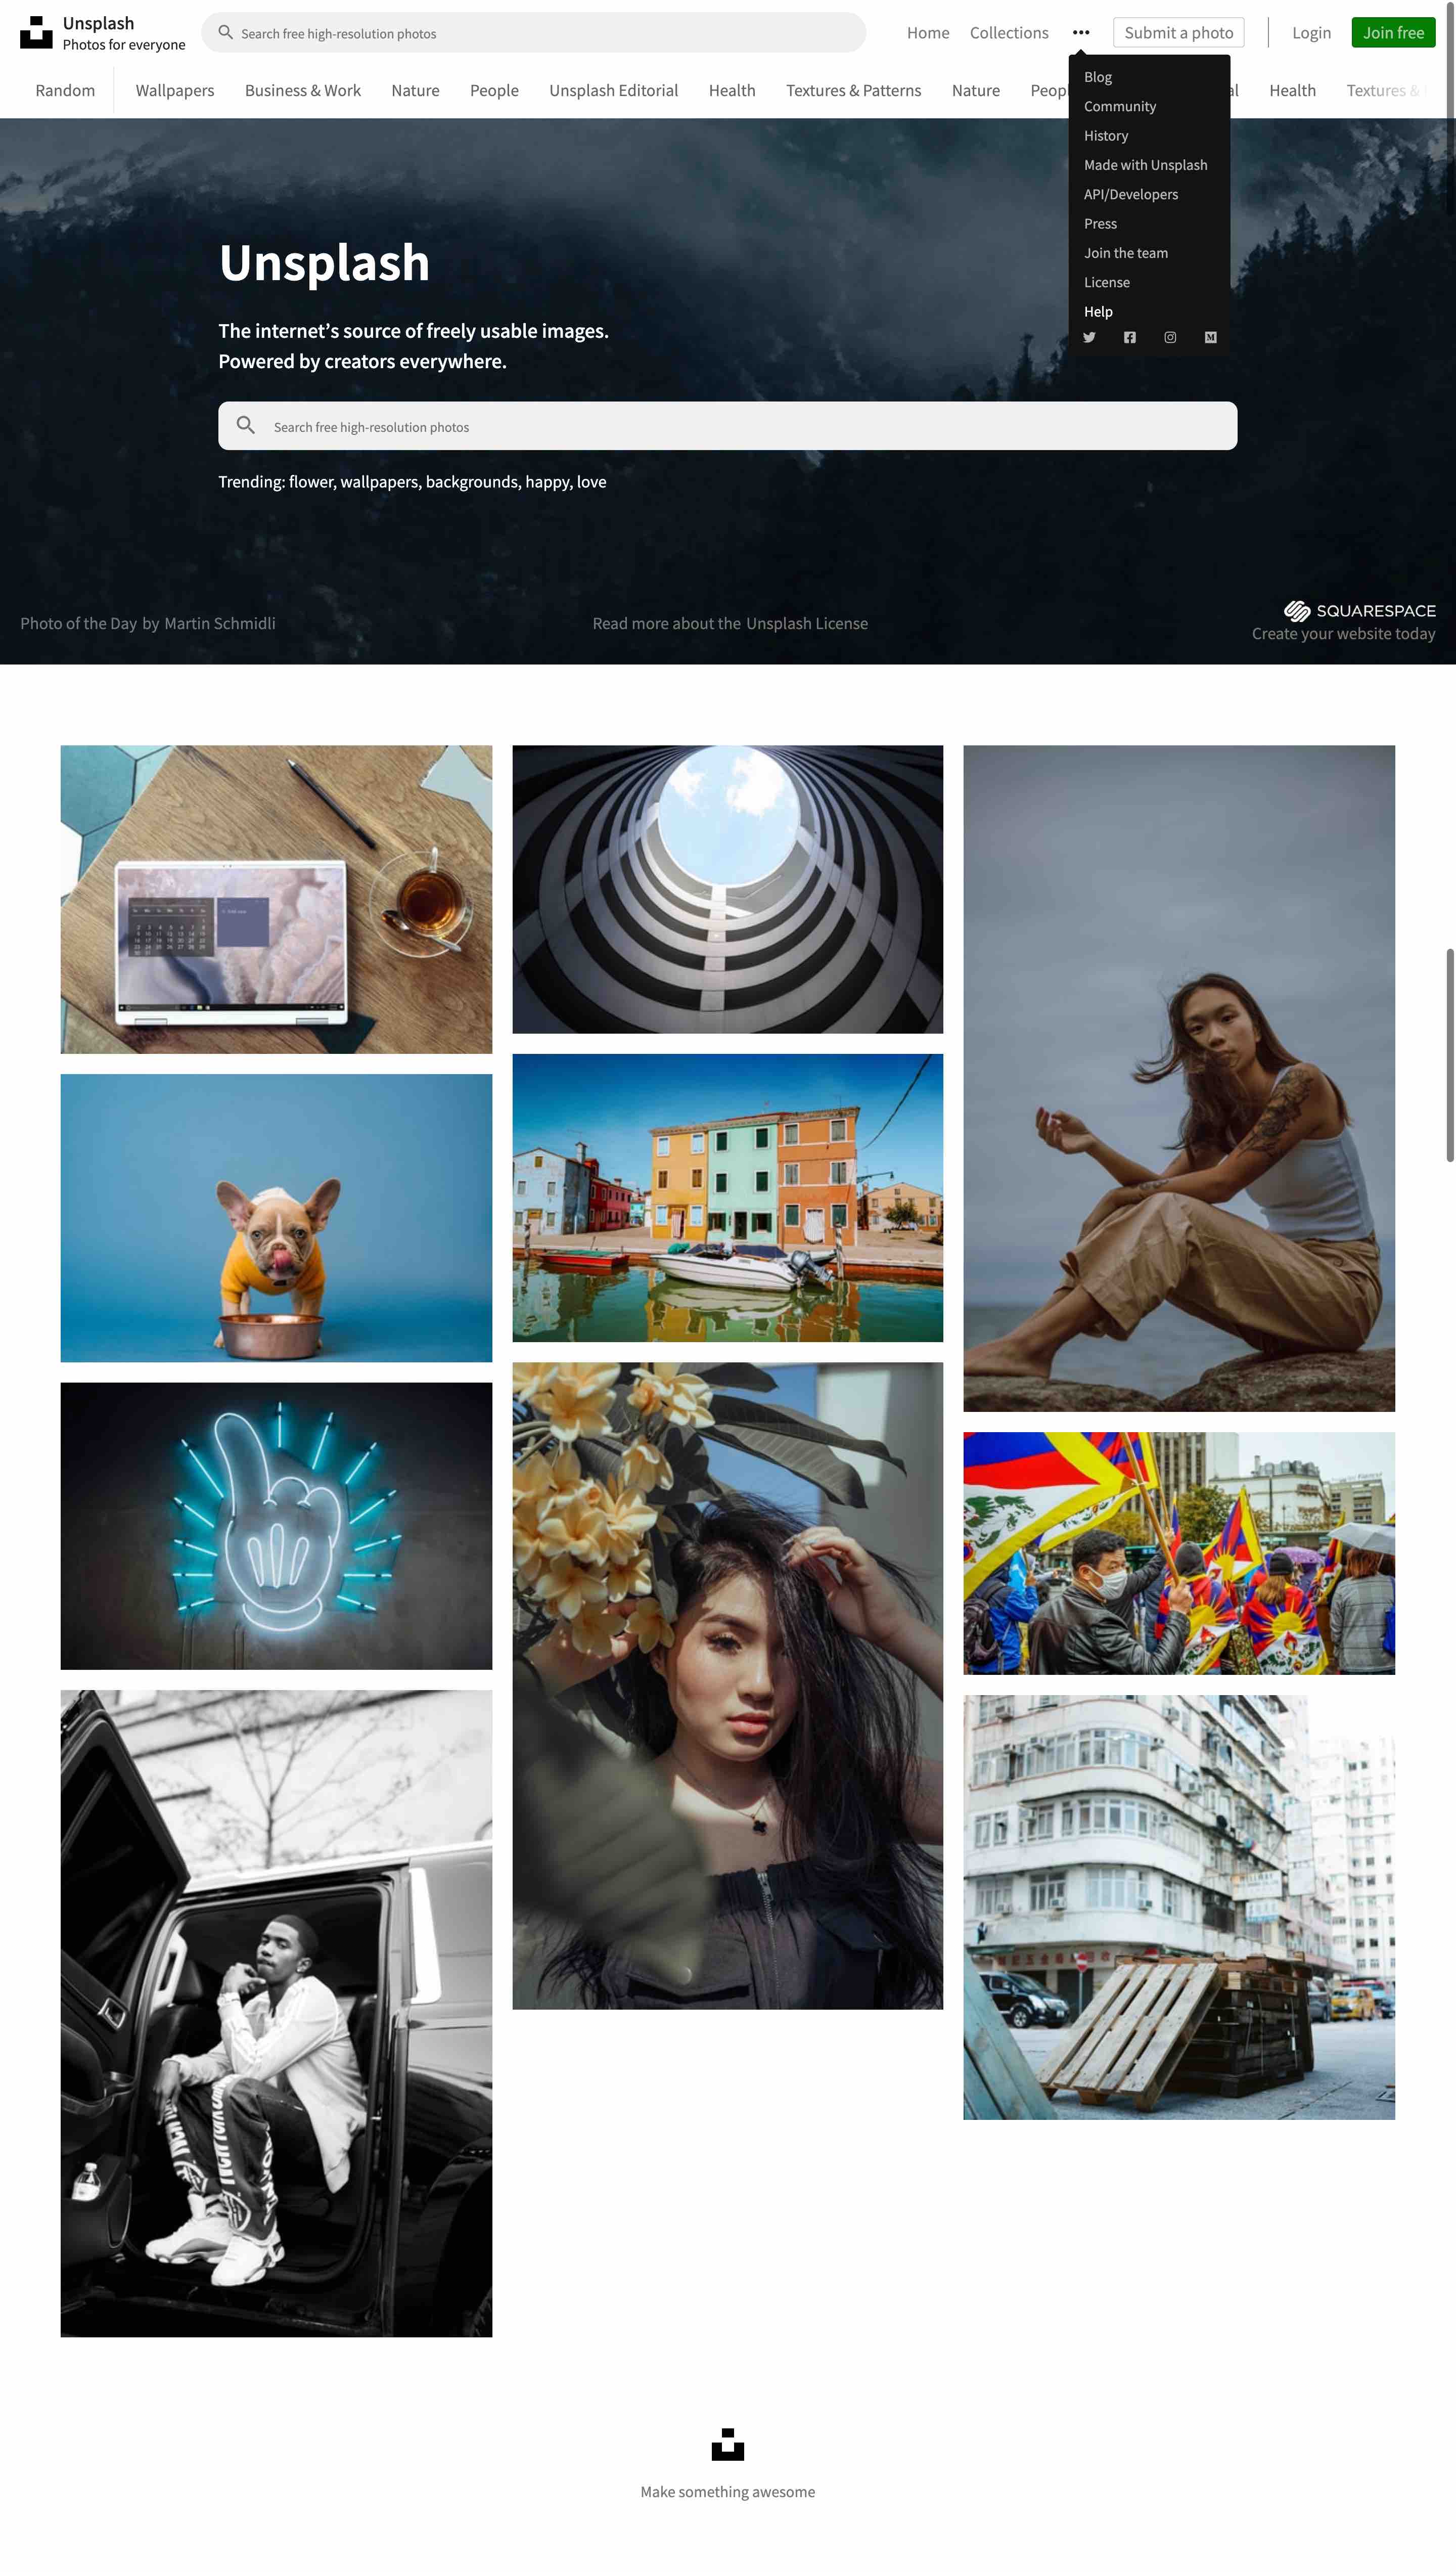 Unsplash
Photos for everyone
Search free high-resolution photos
Home
Collections
Submit a photo
Login
Join free
Random
Wallpapers
Business & Work
Nature
People
Unsplash Editorial
Health
Textures & Patterns
Nature
Peopl
al
Health
Textures &
Blog
Community
History
Made with Unsplash
API/Developers
Press
Join the team
License
Help
Unsplash
The internet’s source of freely usable images.
Powered by creators everywhere.
Search free high-resolution photos
Trending: flower, wallpapers, backgrounds, happy, love
Photo of the Day by Martin Schmidli
Read more about the Unsplash License
SQUARESPACE
Create your website today
Make something awesome